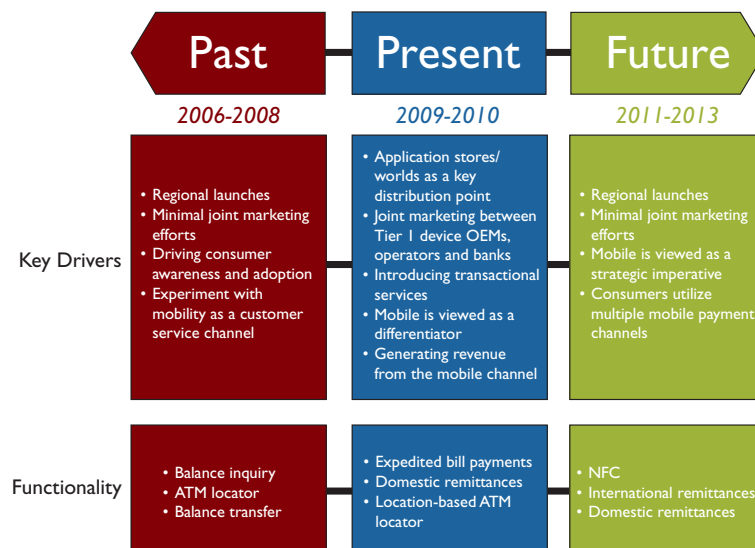 Past
Present
Future
2006-2008
2009-2010
2011-2013
Key Drivers
• Regional launches
• Minimal joint marketing
efforts
• Driving consumer
awareness and adoption
• Experiment with
mobility as a customer
service channel
• Application stores/
worlds as a key
distribution point
• Joint marketing between
Tier 1 device OEMs,
operators and banks
• Introducing transactional
services
• Mobile is viewed as a
differentiator
• Generating revenue
from the mobile channel
• Regional launches
• Minimal joint marketing
efforts
• Mobile is viewed as a
strategic imperative
• Consumers utilize
multiple mobile payment
channels
Functionality
• Balance inquiry
• ATM locator
• Balance transfer
• Expedited bill payments
• Domestic remittances
• Location-based ATM
locator
• NFC
• International remittances
• Domestic remittances